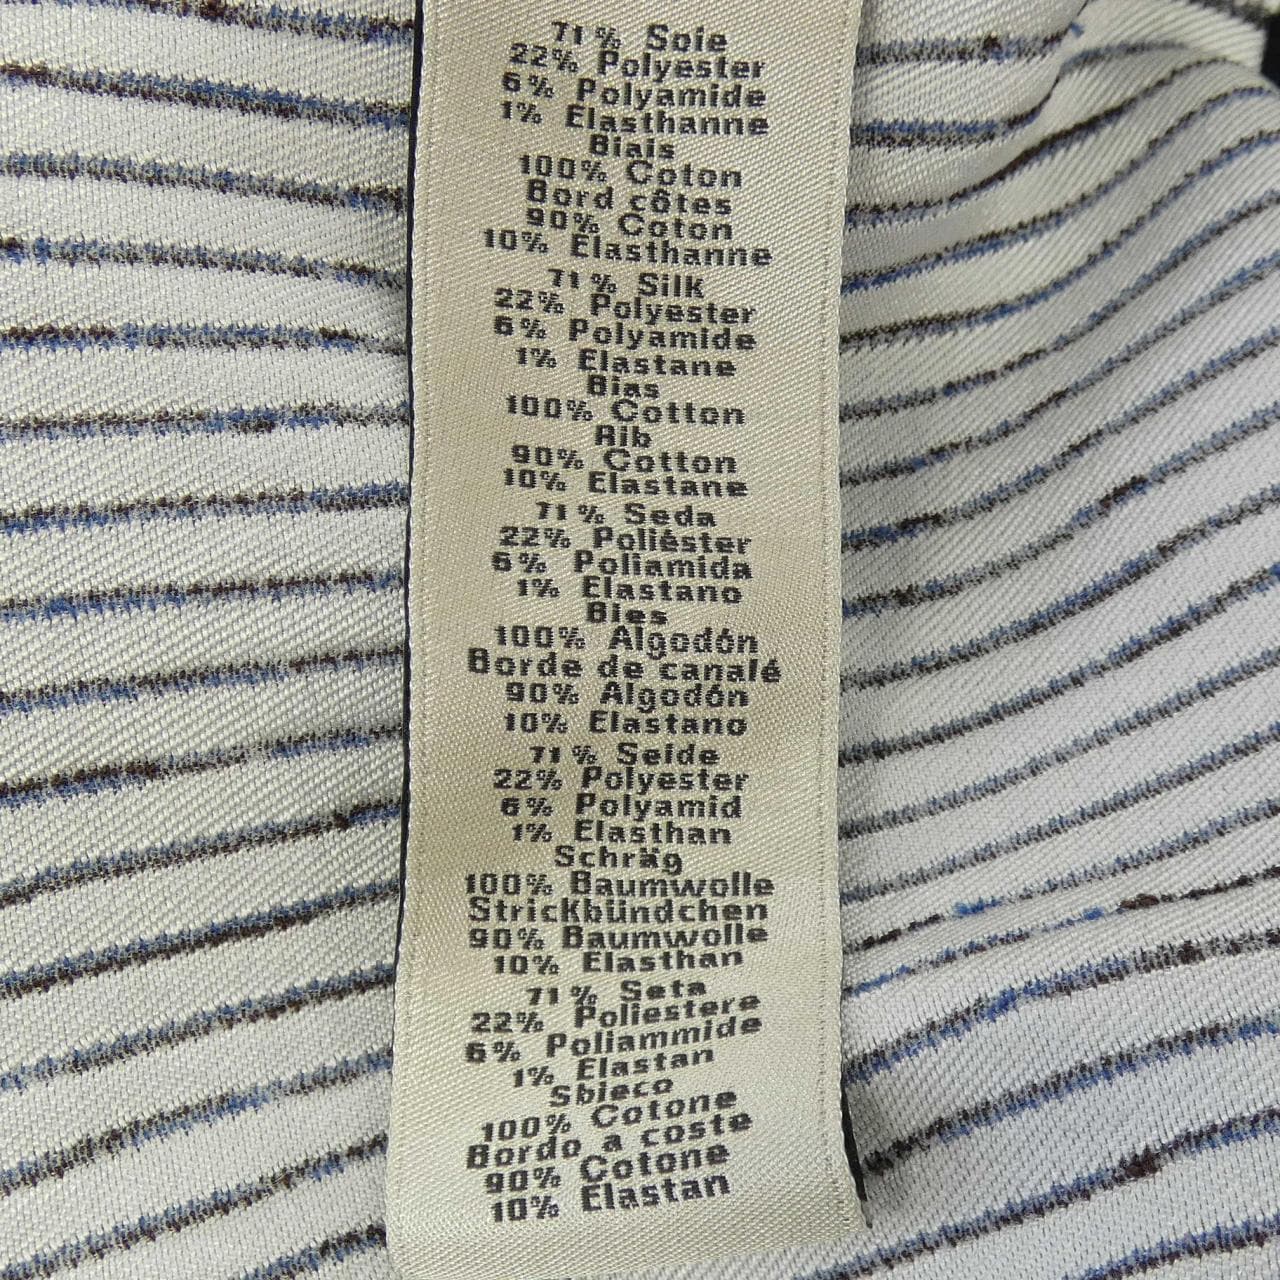 71% Soie
22% Polyester
6% Polyamide
1% Elasthanne
Biais
100% Coton
Bord côtes
90% Coton
10% Elasthanne
71% Silk
22% Polyester
6% Polyamide
1% Elastane
Bias
100% Cotton
Rib
90% Cotton
10% Elastane
71% Seda
22% Poliéster
6% Poliamida
1% Elastano
Bies
100% Algodón
Borde de canalé
90% Algodón
10% Elastano
71% Seide
22% Polyester
6% Polyamid
1% Elasthan
Schräg
100% Baumwolle
Strickbündchen
90% Baumwolle
10% Elasthan
71% Seta
22% Poliestere
6% Poliammide
1% Elastan
Sbieco
100% Cotone
Bordo a coste
90% Cotone
10% Elastan